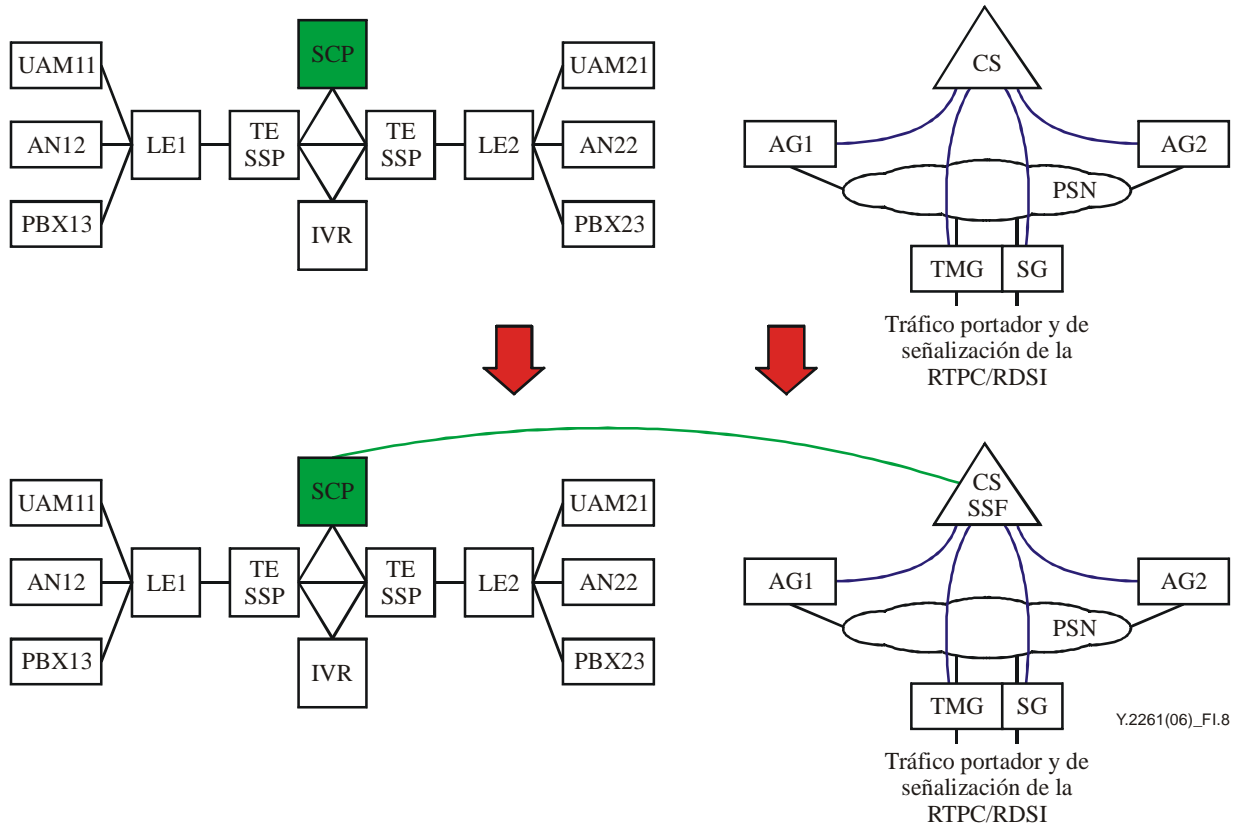 SCP
UAM11
UAM21
CS
AN12
LE1
TE
SSP
TE
SSP
LE2
AN22
AG1
AG2
PSN
PBX13
IVR
PBX23
TMG
SG
Tráfico portador y de
señalización de la
RTPC/RDSI
SCP
UAM11
UAM21
CS
SSF
AN12
LE1
TE
SSP
TE
SSP
LE2
AN22
AG1
AG2
PSN
PBX13
IVR
PBX23
TMG
SG
Y.2261(06)_FI.8
Tráfico portador y de
señalización de la
RTPC/RDSI